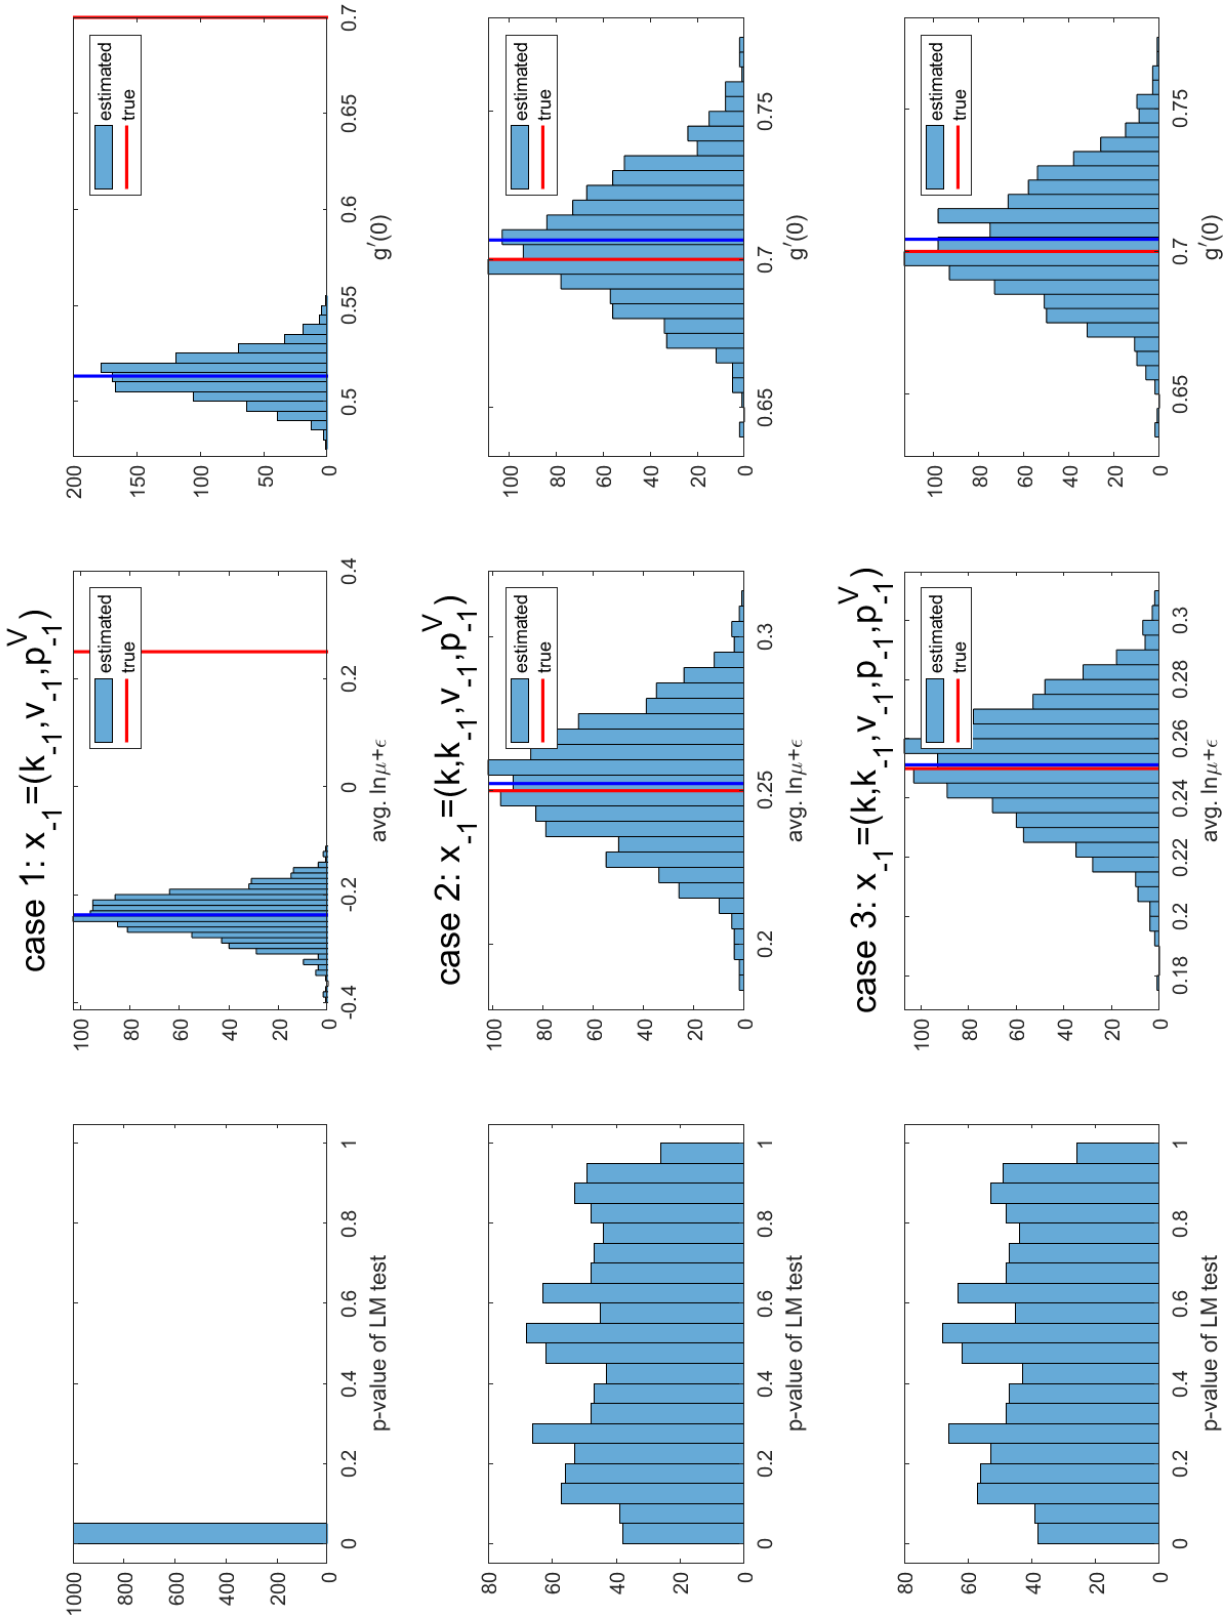 case 1: x_{-1}=(k_{-1},v_{-1},p^V_{-1})
1000
800
600
400
200
0
0 0.2 0.4 0.6 0.8 1
p-value of LM test
100
80
60
40
20
0
-0.4 -0.2 0 0.2 0.4
avg. lnμ+ϵ
estimated
true
200
150
100
50
0
0.5 0.55 0.6 0.65 0.7
g'(0)
estimated
true
case 2: x_{-1}=(k,k_{-1},v_{-1},p^V_{-1})
80
60
40
20
0
0 0.2 0.4 0.6 0.8 1
p-value of LM test
100
80
60
40
20
0
0.2 0.25 0.3
avg. lnμ+ϵ
estimated
true
100
80
60
40
20
0
0.65 0.7 0.75
g'(0)
estimated
true
case 3: x_{-1}=(k,k_{-1},v_{-1},p_{-1},p^V_{-1})
80
60
40
20
0
0 0.2 0.4 0.6 0.8 1
p-value of LM test
100
80
60
40
20
0
0.18 0.2 0.22 0.24 0.26 0.28 0.3
avg. lnμ+ϵ
estimated
true
100
80
60
40
20
0
0.65 0.7 0.75
g'(0)
estimated
true